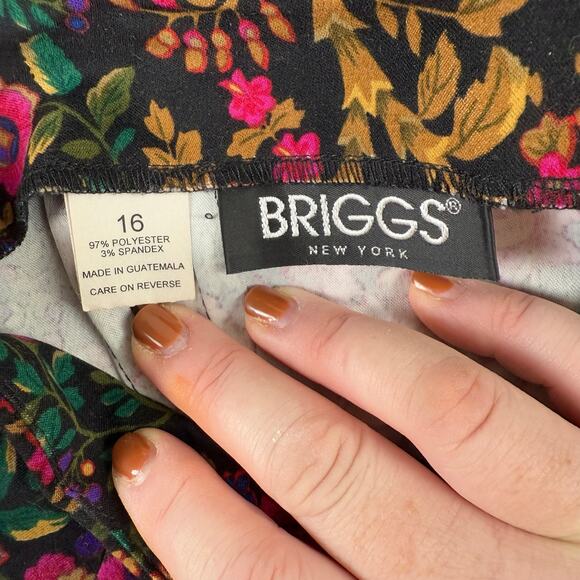 16
97% POLYESTER
3% SPANDEX
MADE IN GUATEMALA
CARE ON REVERSE
BRIGGS®
NEW YORK